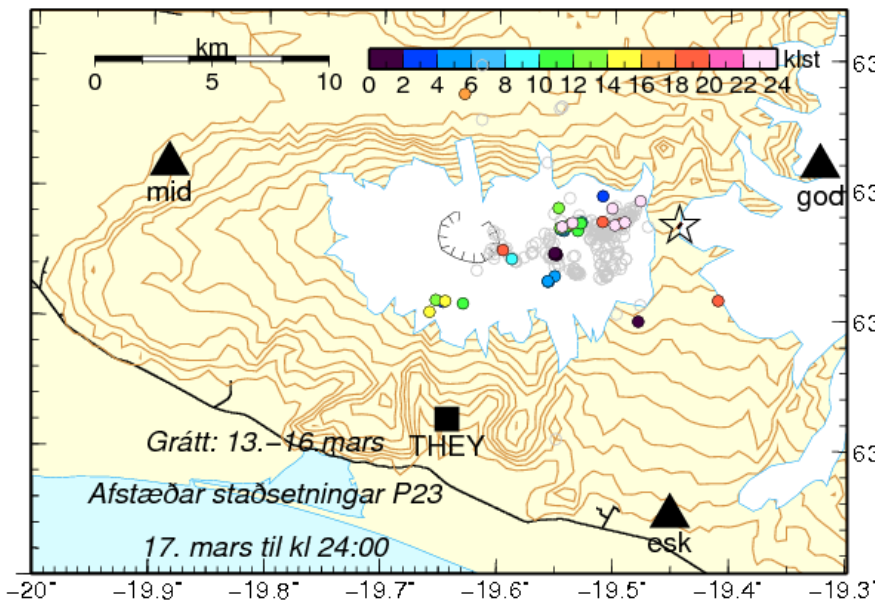 km
0 5 10
klst
0 2 4 6 8 10 12 14 16 18 20 22 24
63
mid
god
63
63
THEY
Grátt: 13.–16 mars
63
Afstæðar staðsetningar P23
esk
17. mars til kl 24:00
−20° −19.9° −19.8° −19.7° −19.6° −19.5° −19.4° −19.3